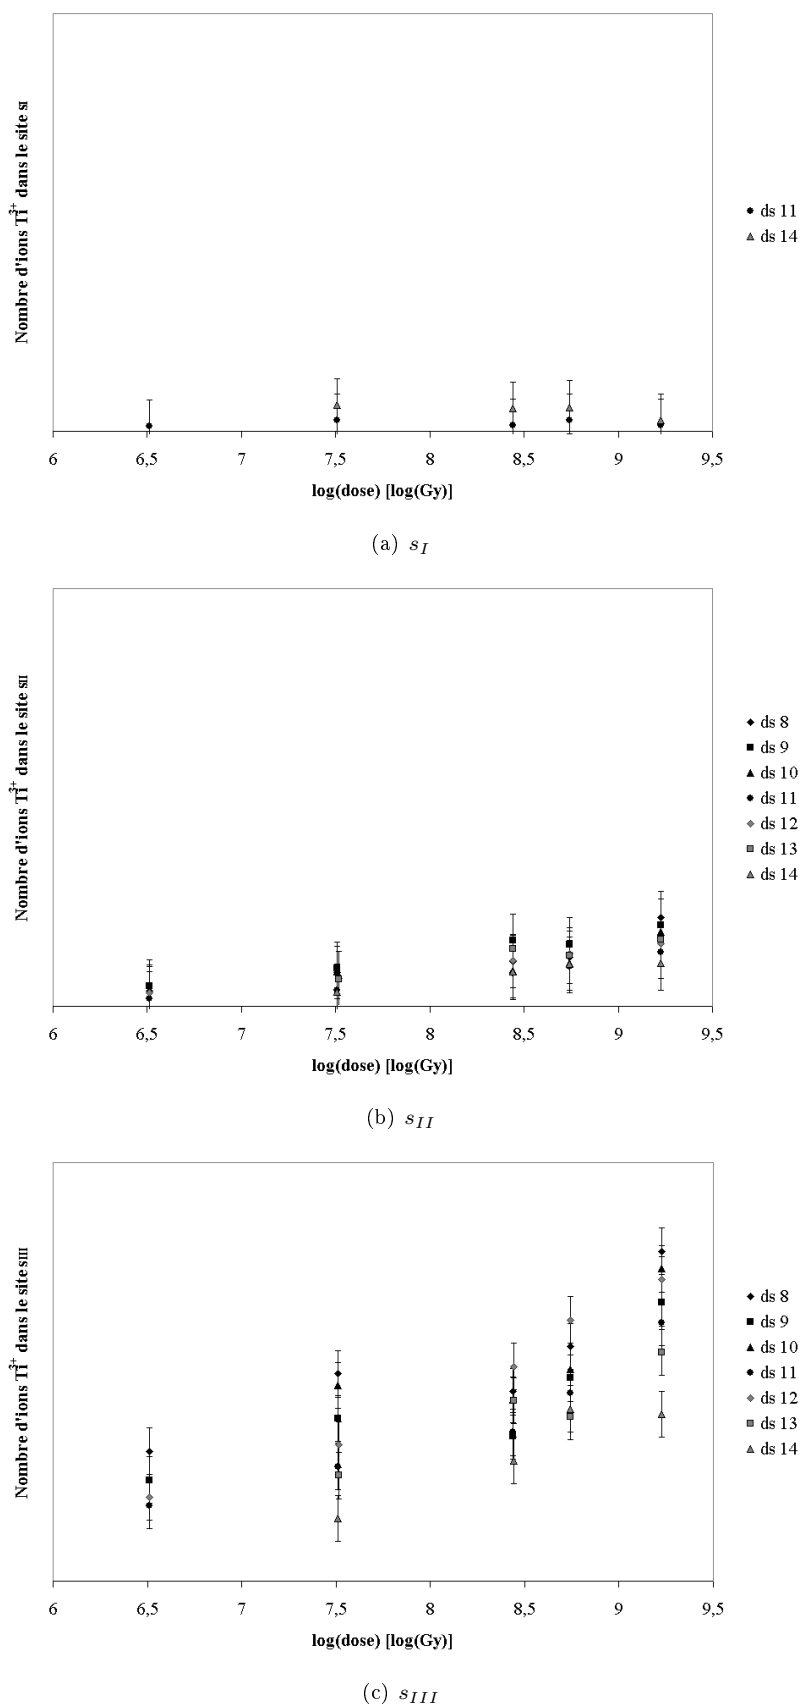 Nombre d'ions Ti3+ dans le site sI
ds 11
ds 14
6 6,5 7 7,5 8 8,5 9 9,5
log(dose) [log(Gy)]
(a) sI
Nombre d'ions Ti3+ dans le site sII
ds 8
ds 9
ds 10
ds 11
ds 12
ds 13
ds 14
6 6,5 7 7,5 8 8,5 9 9,5
log(dose) [log(Gy)]
(b) sII
Nombre d'ions Ti3+ dans le site sIII
ds 8
ds 9
ds 10
ds 11
ds 12
ds 13
ds 14
6 6,5 7 7,5 8 8,5 9 9,5
log(dose) [log(Gy)]
(c) sIII